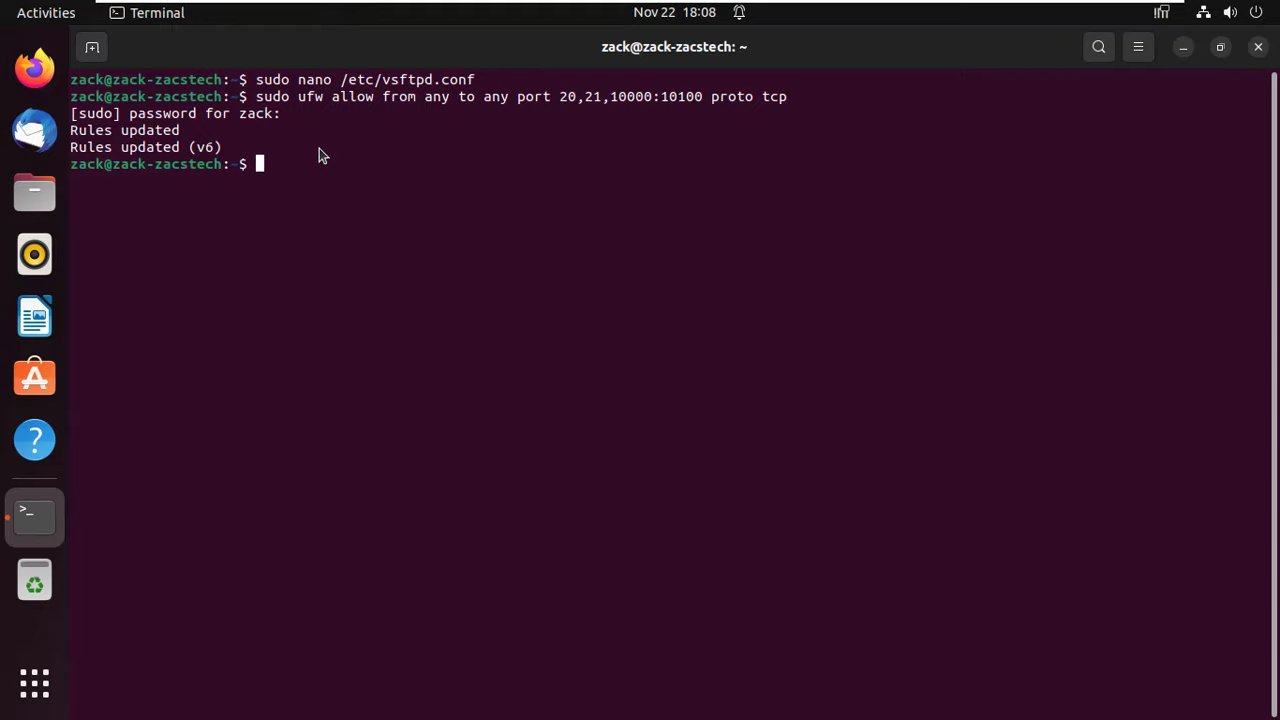 Activities
Terminal
Nov 22 18:08
zack@zack-zacstech: ~
zack@zack-zacstech:~$ sudo nano /etc/vsftpd.conf
zack@zack-zacstech:~$ sudo ufw allow from any to any port 20,21,10000:10100 proto tcp
[sudo] password for zack:
Rules updated
Rules updated (v6)
zack@zack-zacstech:~$